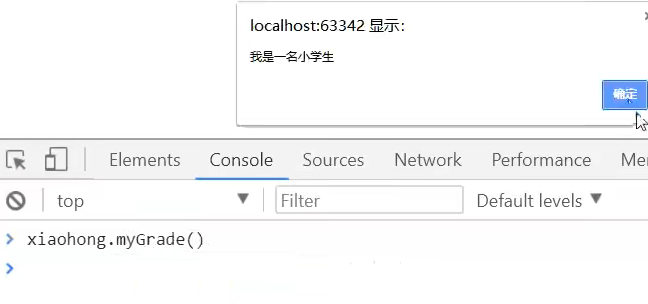 localhost:63342 显示：
我是一名小学生
确定
Elements Console Sources Network Performance Me
top Filter Default levels
xiaohong.myGrade()